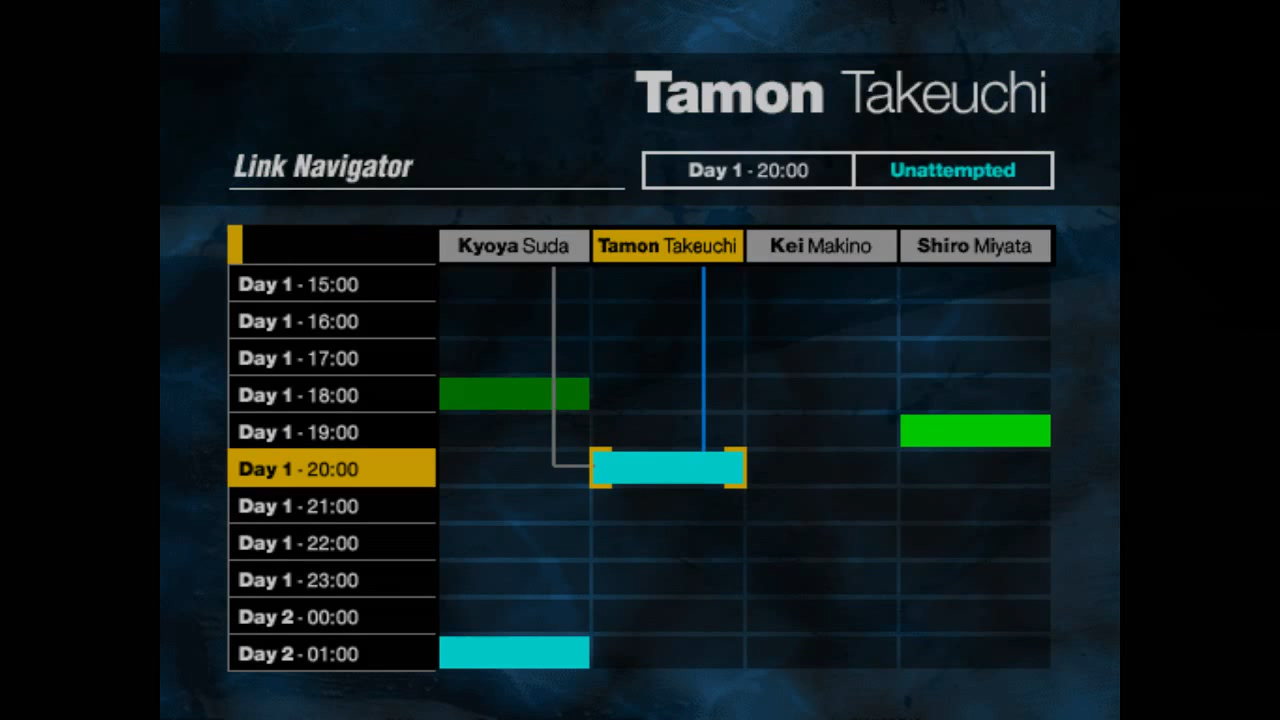 Tamon Takeuchi
Link Navigator
Day 1 - 20:00 Unattempted
Kyoya Suda Tamon Takeuchi Kei Makino Shiro Miyata
Day 1 - 15:00
Day 1 - 16:00
Day 1 - 17:00
Day 1 - 18:00
Day 1 - 19:00
Day 1 - 20:00
Day 1 - 21:00
Day 1 - 22:00
Day 1 - 23:00
Day 2 - 00:00
Day 2 - 01:00